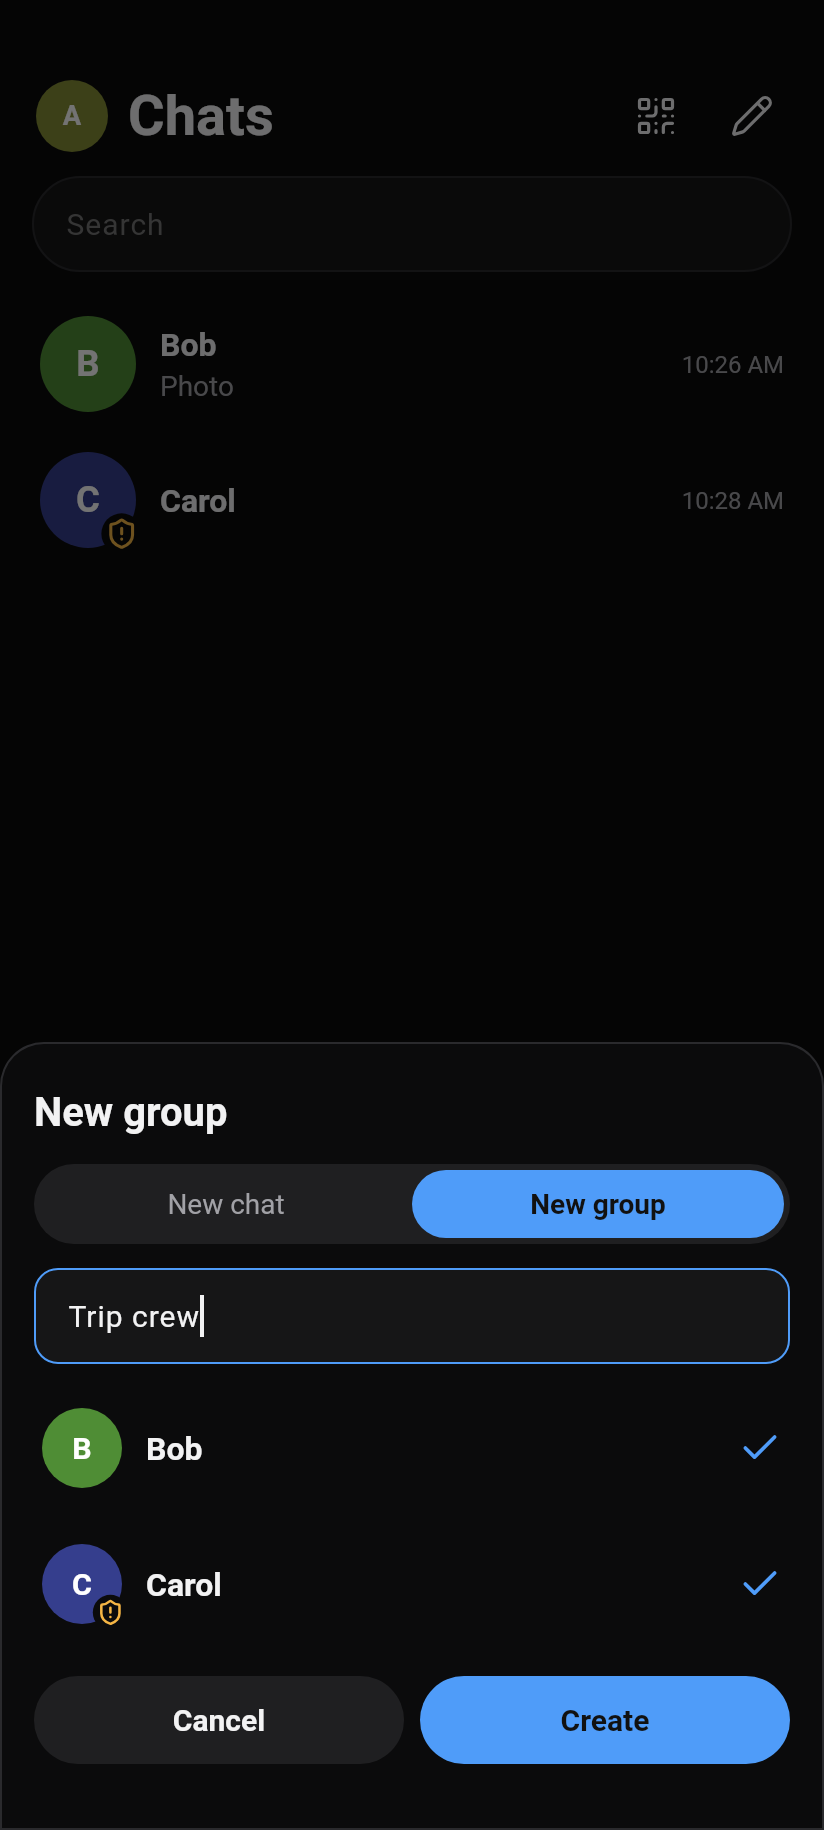 A
Chats
Search
B
Bob
Photo
10:26 AM
C
Carol
10:28 AM
New group
New chat
New group
Trip crew
B
Bob
C
Carol
Cancel
Create